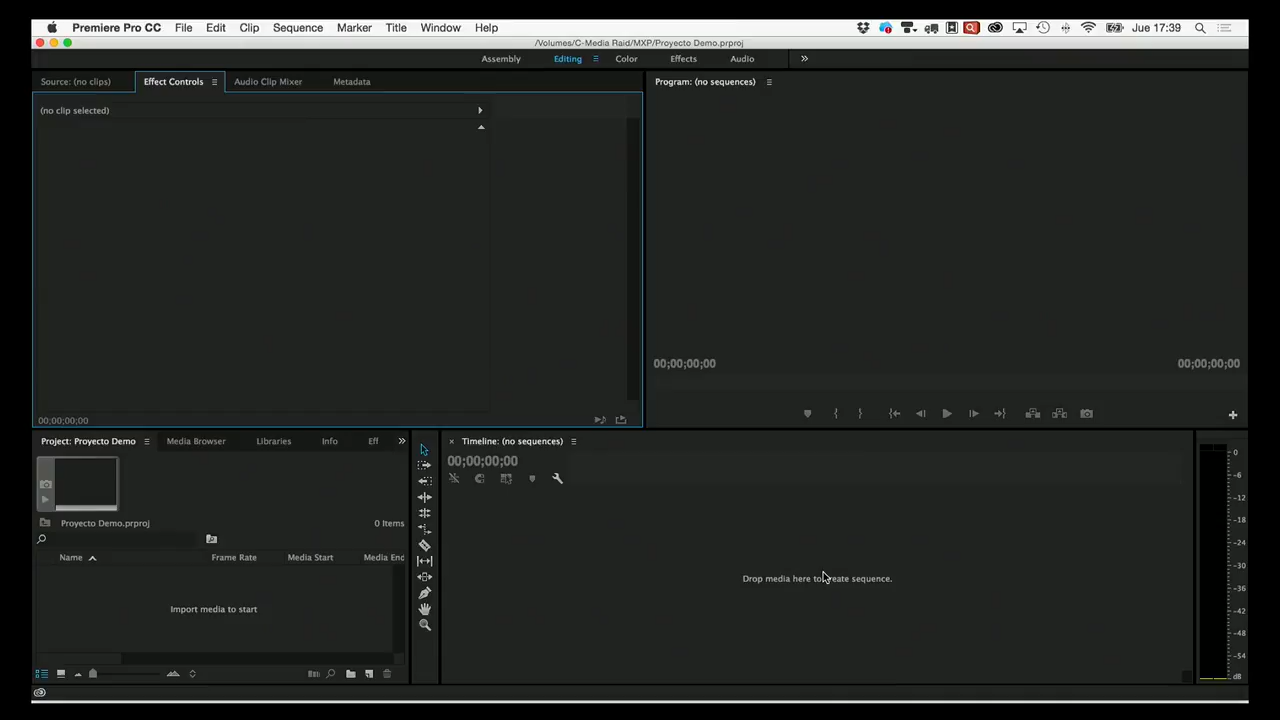 Premiere Pro CC File Edit Clip Sequence Marker Title Window Help Jue 17:39
/Volumes/C-Media Raid/MXP/Proyecto Demo.prproj
Assembly Editing Color Effects Audio
Source: (no clips) Effect Controls Audio Clip Mixer Metadata
Program: (no sequences)
(no clip selected)
00;00;00;00 00;00;00;00
00;00;00;00
Project: Proyecto Demo Media Browser Libraries Info Eff
Timeline: (no sequences)
00;00;00;00
Proyecto Demo.prproj 0 Items
Name Frame Rate Media Start Media End
Import media to start
Drop media here to create sequence.
0
-6
-12
-18
-24
-30
-36
-42
-48
-54
dB